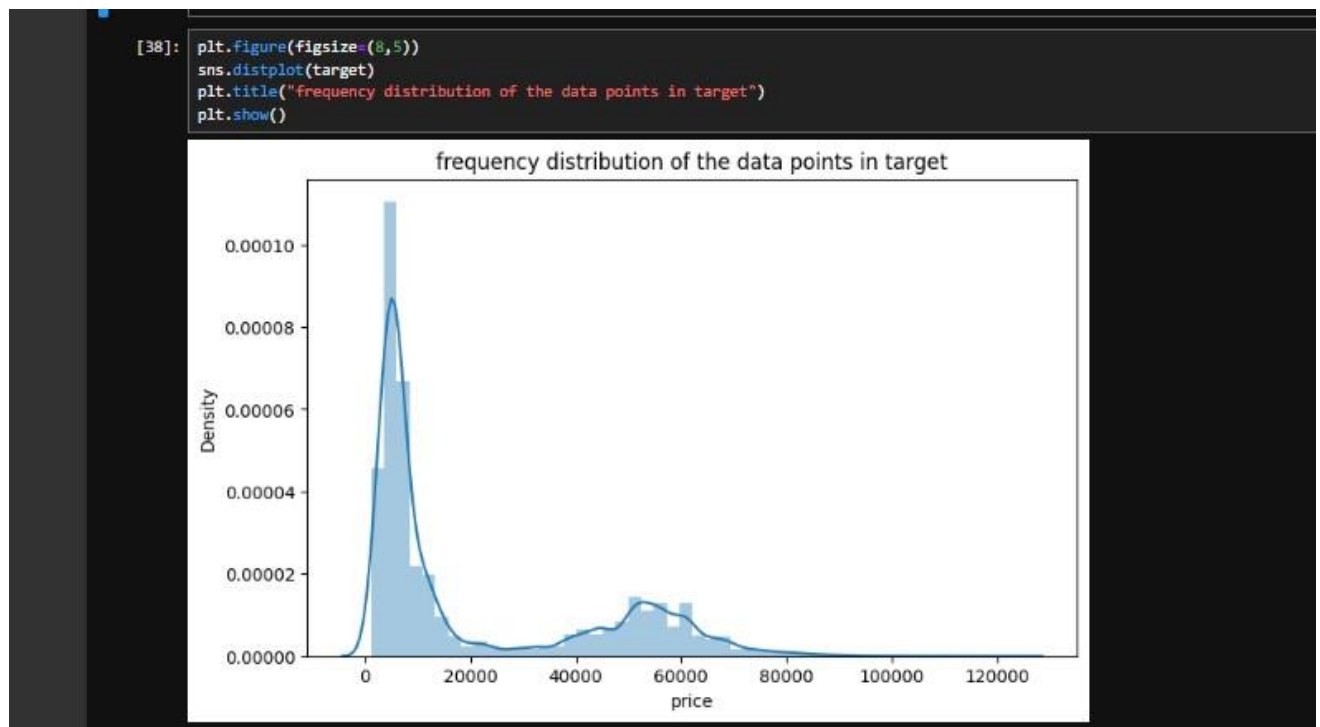 [38]: plt.figure(figsize=(8,5))
sns.distplot(target)
plt.title("frequency distribution of the data points in target")
plt.show()
frequency distribution of the data points in target
0.00010
0.00008
0.00006
0.00004
0.00002
0.00000
Density
0 20000 40000 60000 80000 100000 120000
price